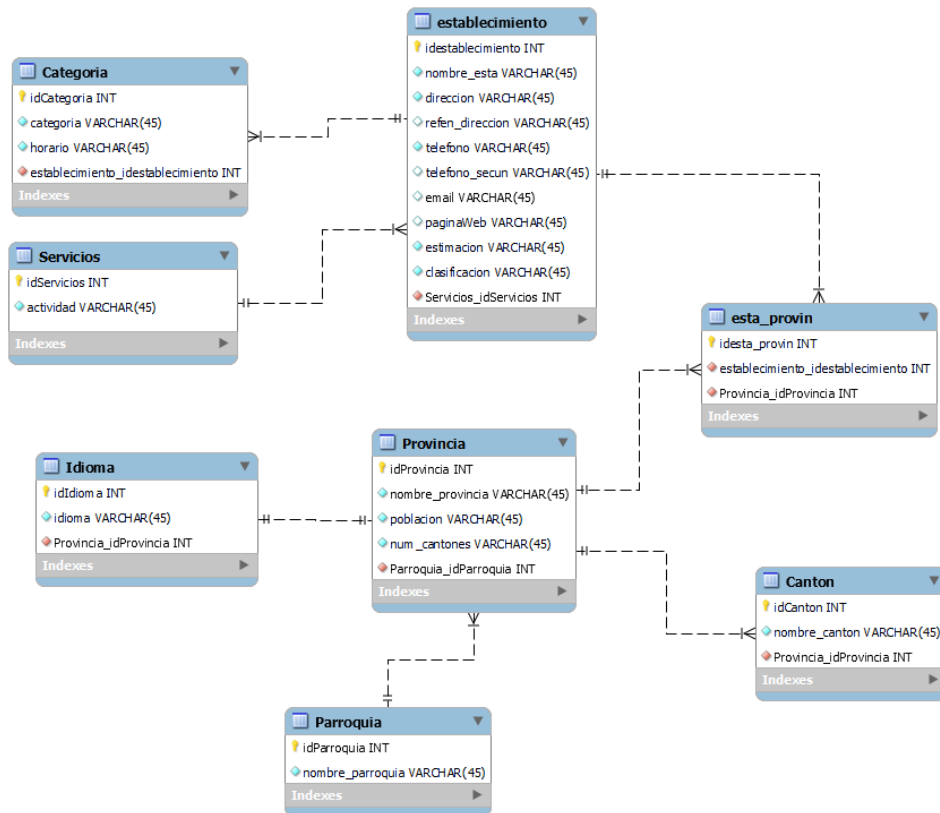 establecimiento
idestablecimiento INT
nombre_esta VARCHAR(45)
direccion VARCHAR(45)
refen_direccion VARCHAR(45)
telefono VARCHAR(45)
telefono_secun VARCHAR(45)
email VARCHAR(45)
paginaWeb VARCHAR(45)
estimacion VARCHAR(45)
clasificacion VARCHAR(45)
Servicios_idServicios INT
Indexes
Categoria
idCategoria INT
categoria VARCHAR(45)
horario VARCHAR(45)
establecimiento_idestablecimiento INT
Indexes
Servicios
idServicios INT
actividad VARCHAR(45)
Indexes
esta_provin
idesta_provin INT
establecimiento_idestablecimiento INT
Provincia_idProvincia INT
Indexes
Provincia
idProvincia INT
nombre_provincia VARCHAR(45)
poblacion VARCHAR(45)
num_cantones VARCHAR(45)
Parroquia_idParroquia INT
Indexes
Idioma
idIdioma INT
idioma VARCHAR(45)
Provincia_idProvincia INT
Indexes
Canton
idCanton INT
nombre_canton VARCHAR(45)
Provincia_idProvincia INT
Indexes
Parroquia
idParroquia INT
nombre_parroquia VARCHAR(45)
Indexes